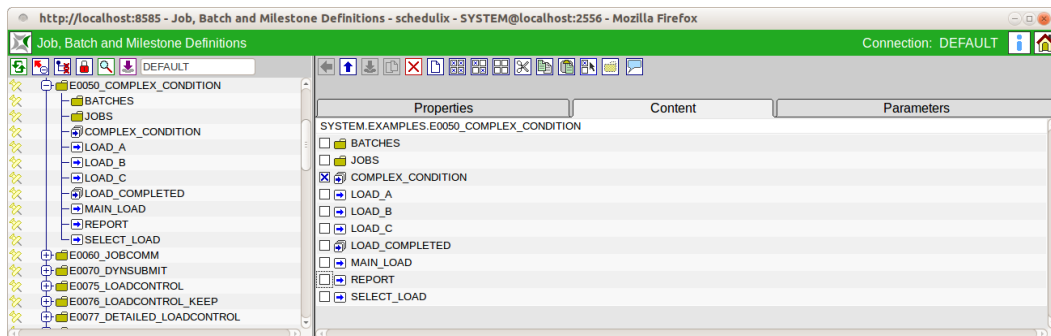 http://localhost:8585 - Job, Batch and Milestone Definitions - schedulix - SYSTEM@localhost:2556 - Mozilla Firefox
Job, Batch and Milestone Definitions
Connection: DEFAULT
DEFAULT
E0050_COMPLEX_CONDITION
BATCHES
JOBS
COMPLEX_CONDITION
LOAD_A
LOAD_B
LOAD_C
LOAD_COMPLETED
MAIN_LOAD
REPORT
SELECT_LOAD
E0060_JOBCOMM
E0070_DYNSUBMIT
E0075_LOADCONTROL
E0076_LOADCONTROL_KEEP
E0077_DETAILED_LOADCONTROL
Properties
Content
Parameters
SYSTEM.EXAMPLES.E0050_COMPLEX_CONDITION
BATCHES
JOBS
COMPLEX_CONDITION
LOAD_A
LOAD_B
LOAD_C
LOAD_COMPLETED
MAIN_LOAD
REPORT
SELECT_LOAD